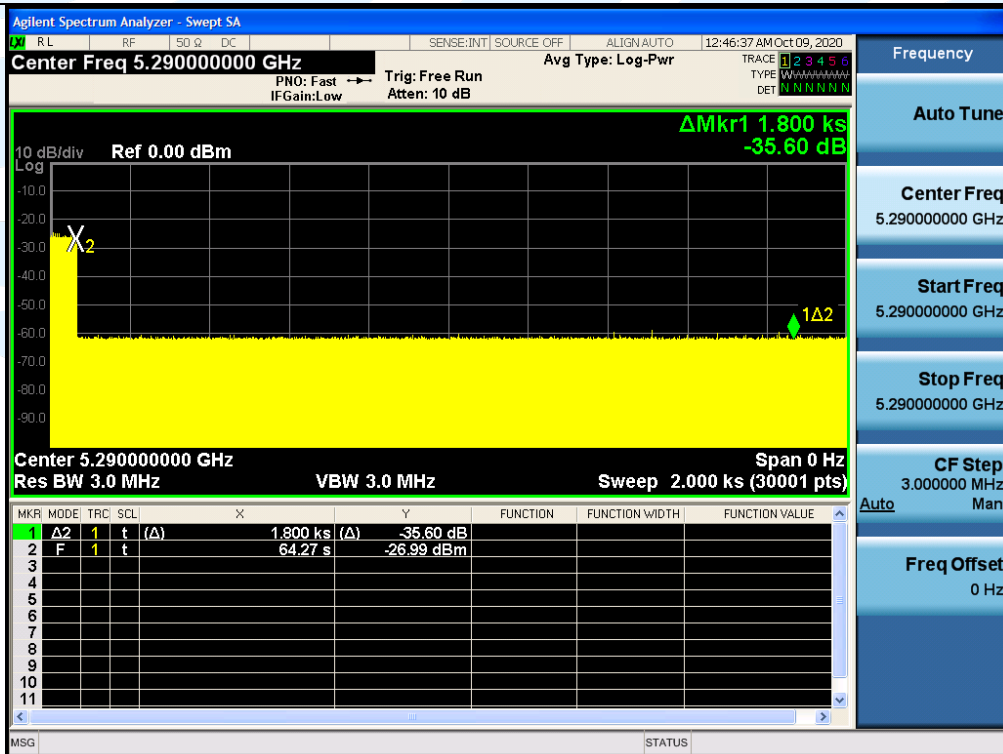 Agilent Spectrum Analyzer - Swept SA
LXI RL RF 50 Ω DC SENSE:INT SOURCE OFF ALIGN AUTO 12:46:37 AM Oct 09, 2020
Center Freq 5.290000000 GHz
PNO: Fast
IFGain:Low
Trig: Free Run
Atten: 10 dB
Avg Type: Log-Pwr
TRACE 1 2 3 4 5 6
TYPE
DET N N N N N N
ΔMkr1 1.800 ks
-35.60 dB
10 dB/div Ref 0.00 dBm
Log
-10.0
-20.0
-30.0
-40.0
-50.0
-60.0
-70.0
-80.0
-90.0
X2
1Δ2
Center 5.290000000 GHz Span 0 Hz
Res BW 3.0 MHz VBW 3.0 MHz Sweep 2.000 ks (30001 pts)
MKR MODE TRC SCL X Y FUNCTION FUNCTION WIDTH FUNCTION VALUE
1 Δ2 1 t (Δ) 1.800 ks (Δ) -35.60 dB
2 F 1 t 64.27 s -26.99 dBm
3
4
5
6
7
8
9
10
11
MSG STATUS
Frequency
Auto Tune
Center Freq
5.290000000 GHz
Start Freq
5.290000000 GHz
Stop Freq
5.290000000 GHz
CF Step
3.000000 MHz
Auto Man
Freq Offset
0 Hz